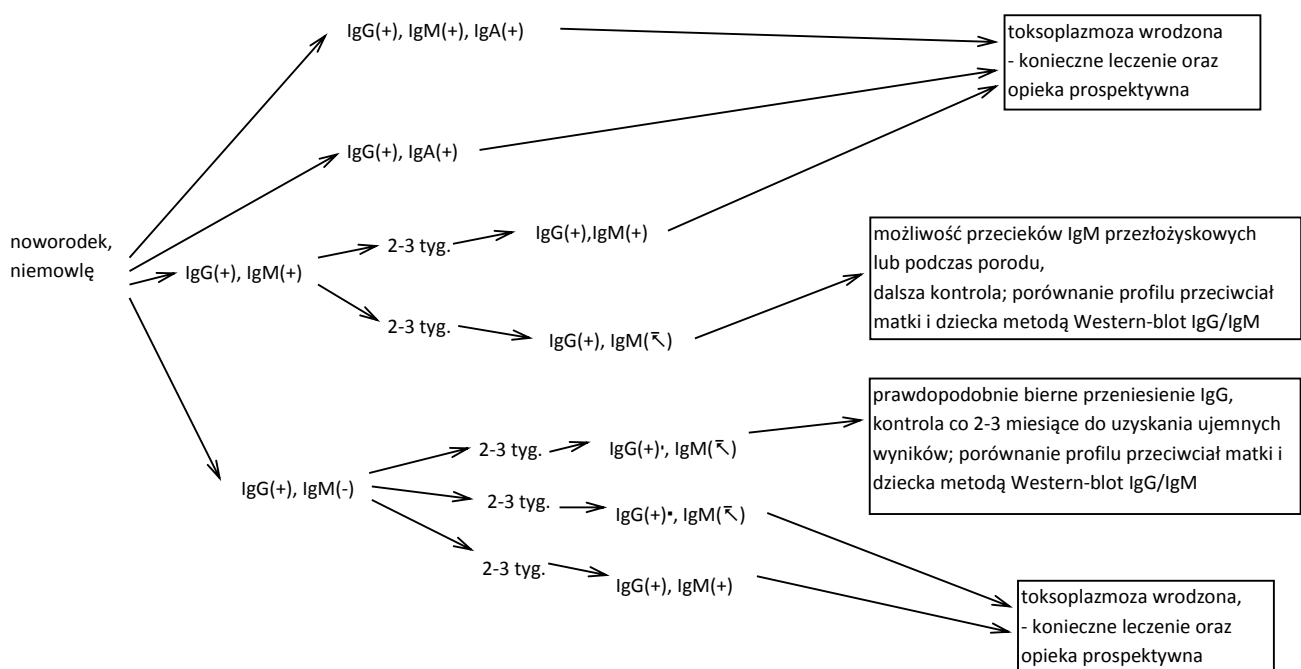 IgG(+), IgM(+), IgA(+)
toksoplazmoza wrodzona
- konieczne leczenie oraz
opieka prospektywna
IgG(+), IgA(+)
noworodek,
niemowlę
IgG(+), IgM(+)
2-3 tyg.
IgG(+),IgM(+)
2-3 tyg.
IgG(+), IgM(⇱)
możliwość przecieków IgM przezłożyskowych
lub podczas porodu,
dalsza kontrola; porównanie profilu przeciwciał
matki i dziecka metodą Western-blot IgG/IgM
IgG(+), IgM(-)
2-3 tyg.
IgG(+)·, IgM(⇱)
prawdopodobnie bierne przeniesienie IgG,
kontrola co 2-3 miesiące do uzyskania ujemnych
wyników; porównanie profilu przeciwciał matki i
dziecka metodą Western-blot IgG/IgM
2-3 tyg.
IgG(+)▪, IgM(⇱)
2-3 tyg.
IgG(+), IgM(+)
toksoplazmoza wrodzona,
- konieczne leczenie oraz
opieka prospektywna